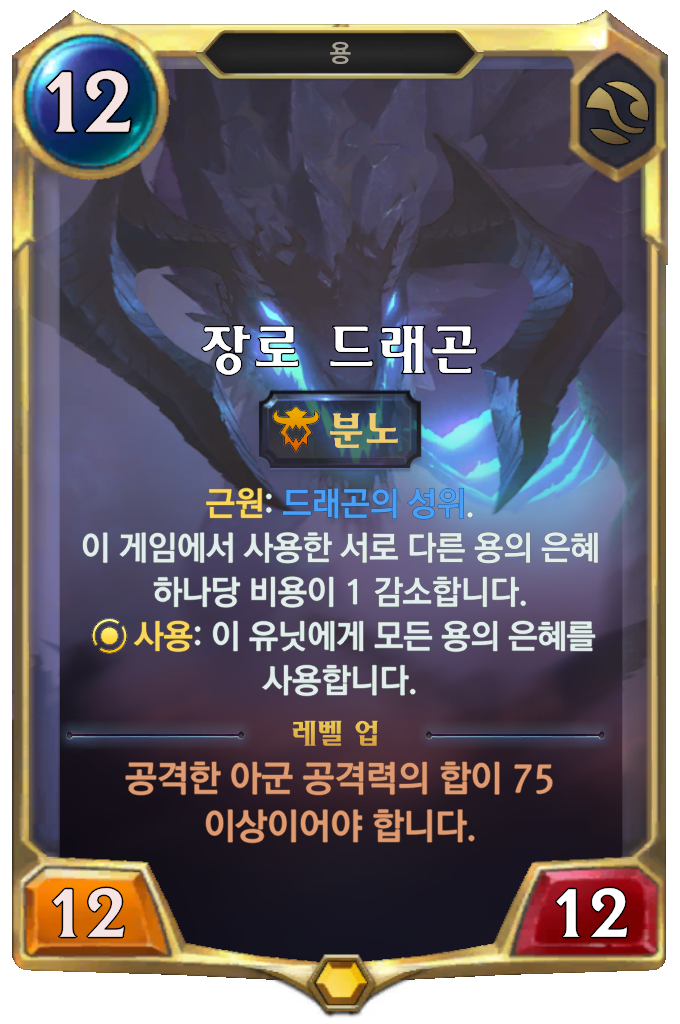 용
12
장로 드래곤
분노
근원: 드래곤의 성위.
이 게임에서 사용한 서로 다른 용의 은혜
하나당 비용이 1 감소합니다.
사용: 이 유닛에게 모든 용의 은혜를
사용합니다.
레벨 업
공격한 아군 공격력의 합이 75
이상이어야 합니다.
12
12